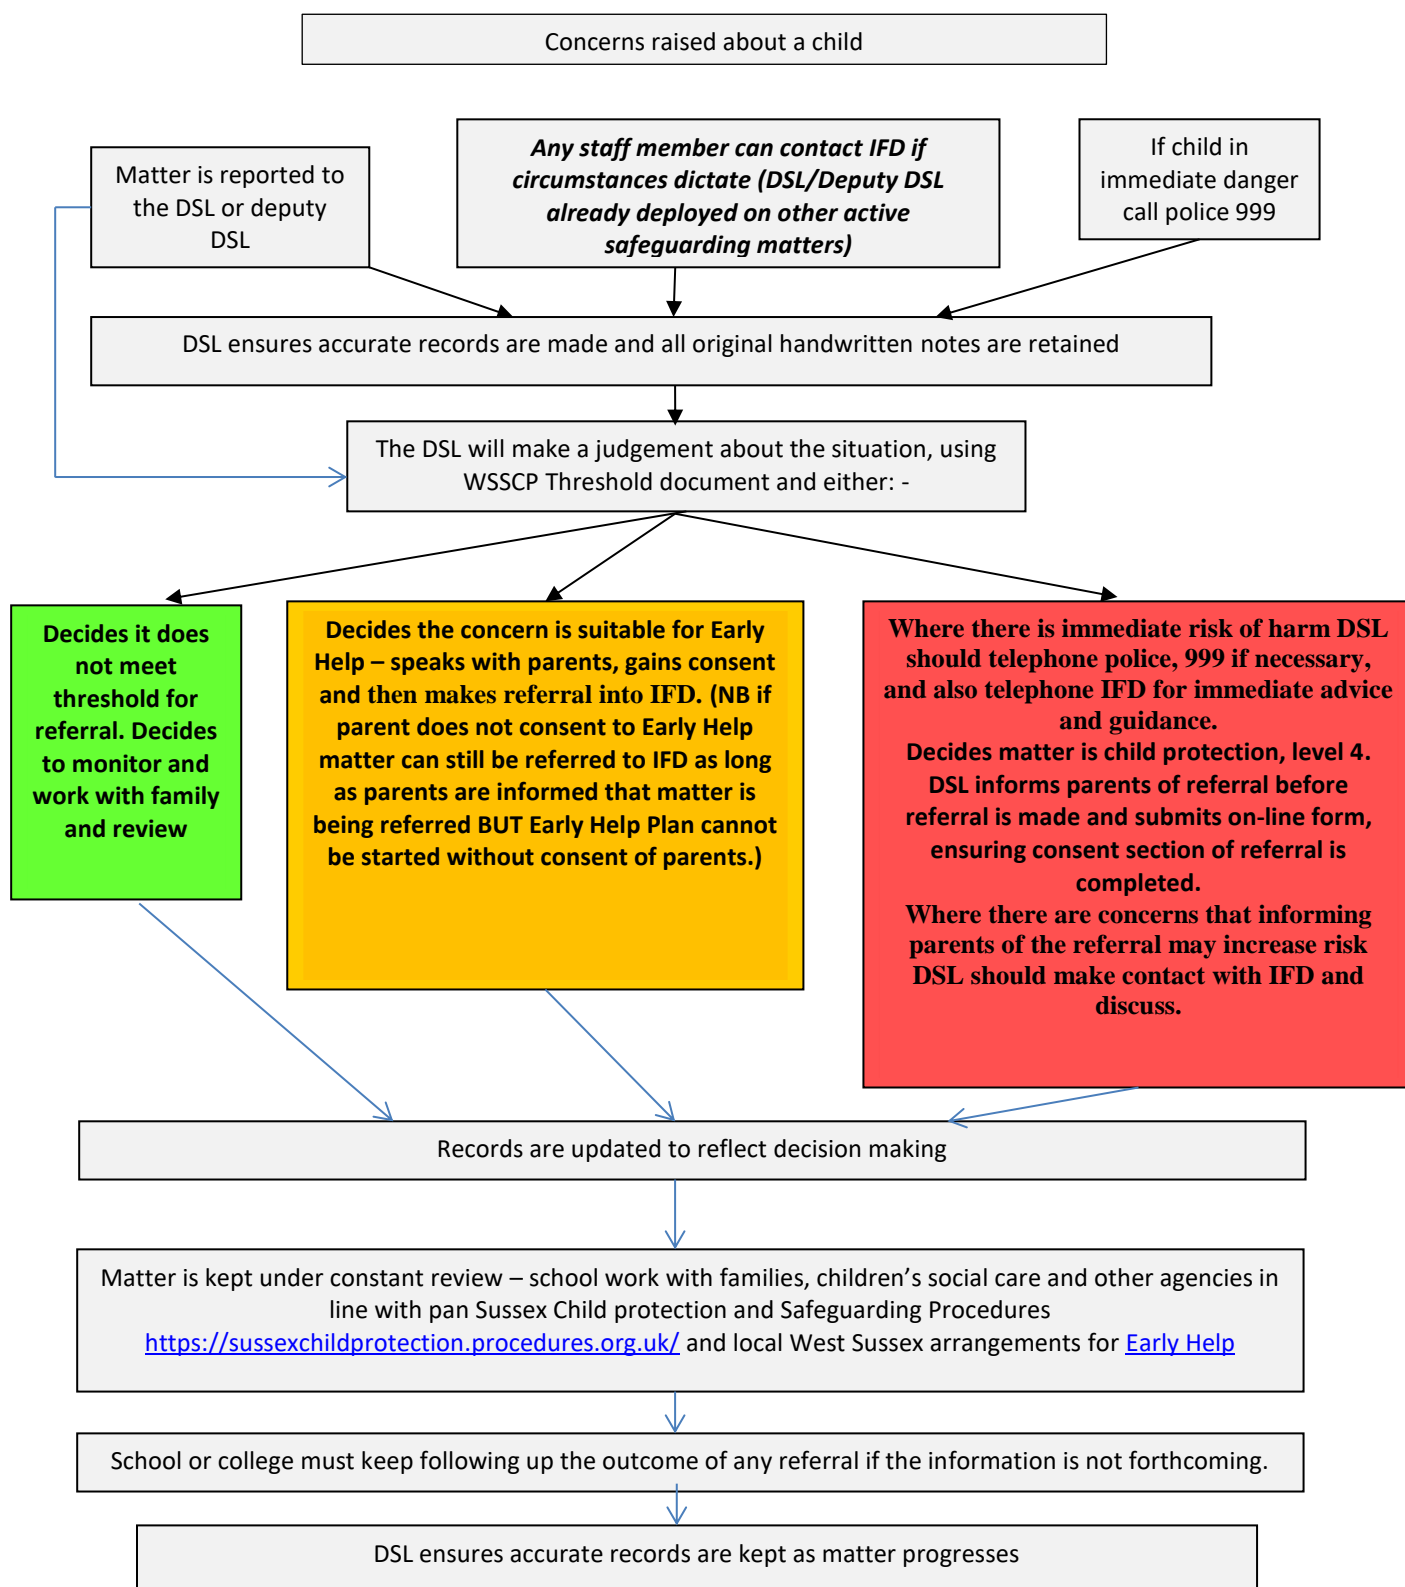 Concerns raised about a child
Matter is reported to
the DSL or deputy
DSL
Any staff member can contact IFD if
circumstances dictate (DSL/Deputy DSL
already deployed on other active
safeguarding matters)
If child in
immediate danger
call police 999
DSL ensures accurate records are made and all original handwritten notes are retained
The DSL will make a judgement about the situation, using
WSSCP Threshold document and either: -
Decides it does
not meet
threshold for
referral. Decides
to monitor and
work with family
and review
Decides the concern is suitable for Early
Help – speaks with parents, gains consent
and then makes referral into IFD. (NB if
parent does not consent to Early Help
matter can still be referred to IFD as long
as parents are informed that matter is
being referred BUT Early Help Plan cannot
be started without consent of parents.)
Where there is immediate risk of harm DSL
should telephone police, 999 if necessary,
and also telephone IFD for immediate advice
and guidance.
Decides matter is child protection, level 4.
DSL informs parents of referral before
referral is made and submits on-line form,
ensuring consent section of referral is
completed.
Where there are concerns that informing
parents of the referral may increase risk
DSL should make contact with IFD and
discuss.
Records are updated to reflect decision making
Matter is kept under constant review – school work with families, children’s social care and other agencies in
line with pan Sussex Child protection and Safeguarding Procedures
https://sussexchildprotection.procedures.org.uk/ and local West Sussex arrangements for Early Help
School or college must keep following up the outcome of any referral if the information is not forthcoming.
DSL ensures accurate records are kept as matter progresses